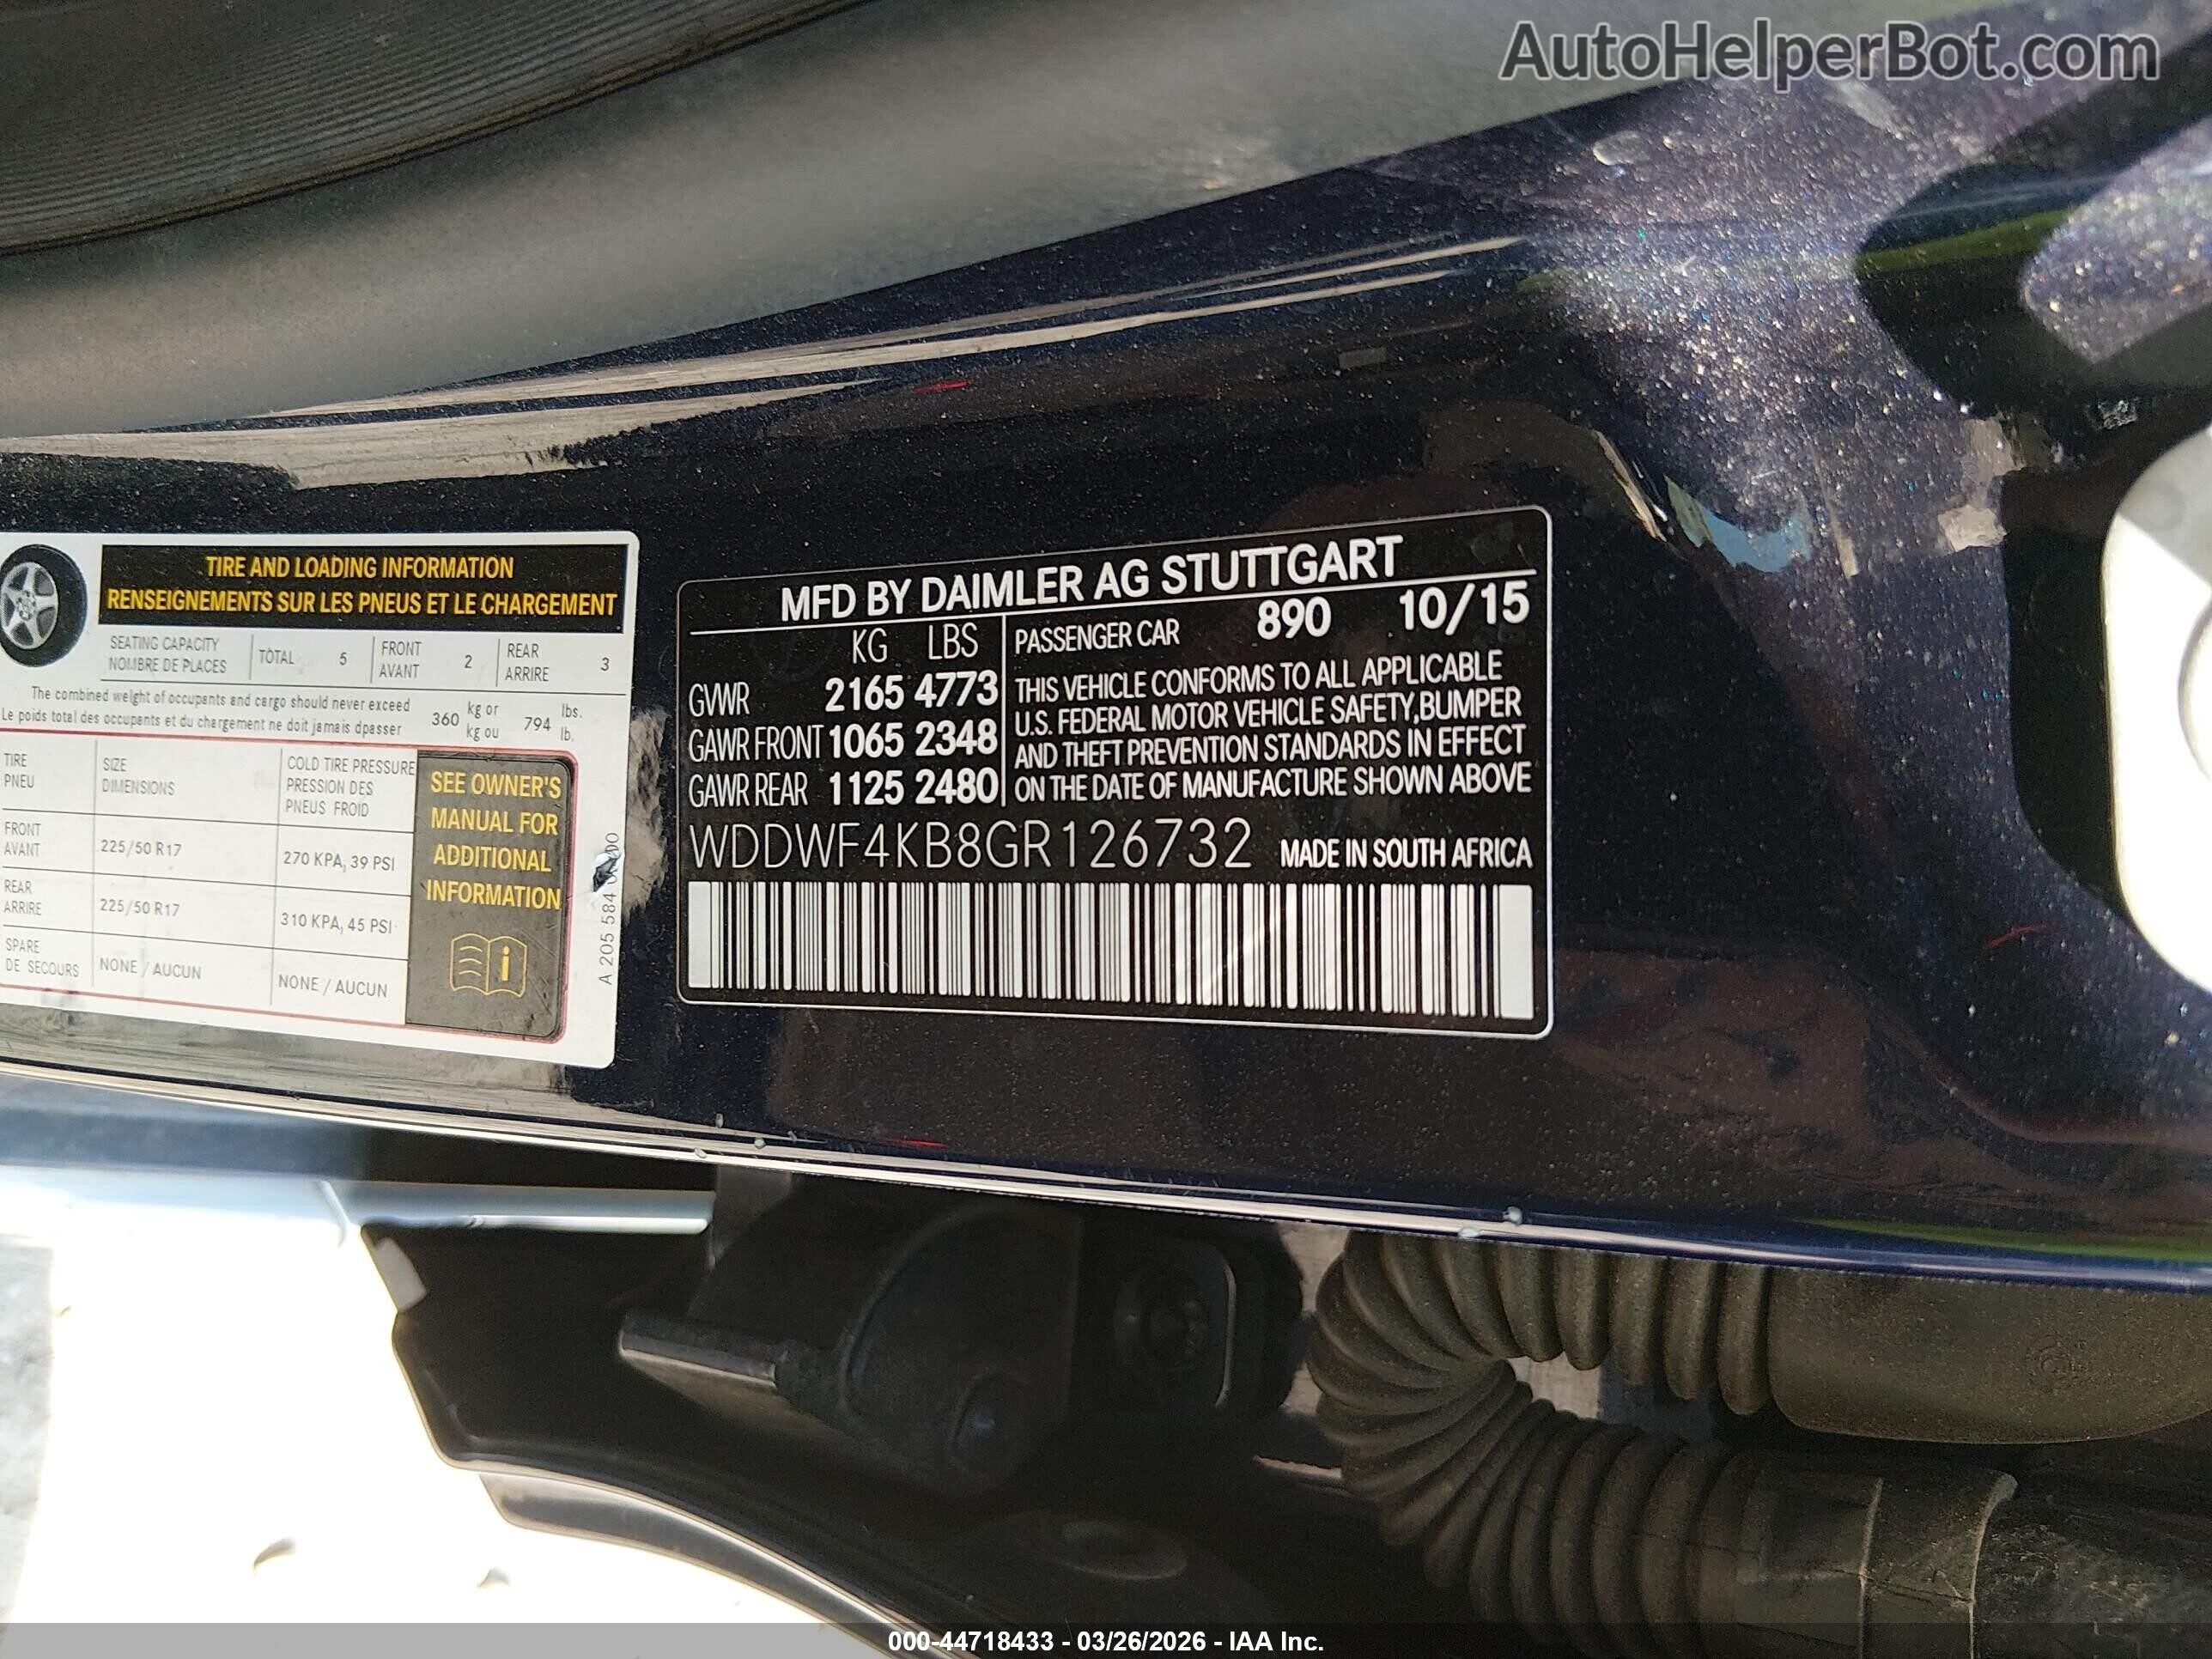 AutoHelperBot.com
TIRE AND LOADING INFORMATION
RENSEIGNEMENTS SUR LES PNEUS ET LE CHARGEMENT
SEATING CAPACITY
NOMBRE DE PLACES
TOTAL 5
FRONT
AVANT
2
REAR
ARRIRE
3
The combined weight of occupants and cargo should never exceed
Le poids total des occupants et du chargement ne doit jamais dpasser
360
kg or
kg ou
794
lbs.
lb.
TIRE
PNEU
SIZE
DIMENSIONS
COLD TIRE PRESSURE
PRESSION DES
PNEUS FROID
FRONT
AVANT
225/50 R17
270 KPA, 39 PSI
REAR
ARRIRE
225/50 R17
310 KPA, 45 PSI
SPARE
DE SECOURS
NONE / AUCUN
NONE / AUCUN
SEE OWNER'S
MANUAL FOR
ADDITIONAL
INFORMATION
i
A 205 584
MFD BY DAIMLER AG STUTTGART
KG LBS
GVWR 2165 4773
GAWR FRONT 1065 2348
GAWR REAR 1125 2480
PASSENGER CAR 890 10/15
THIS VEHICLE CONFORMS TO ALL APPLICABLE
U.S. FEDERAL MOTOR VEHICLE SAFETY,BUMPER
AND THEFT PREVENTION STANDARDS IN EFFECT
ON THE DATE OF MANUFACTURE SHOWN ABOVE
WDDWF4KB8GR126732 MADE IN SOUTH AFRICA
000-44718433 - 03/26/2026 - IAA Inc.